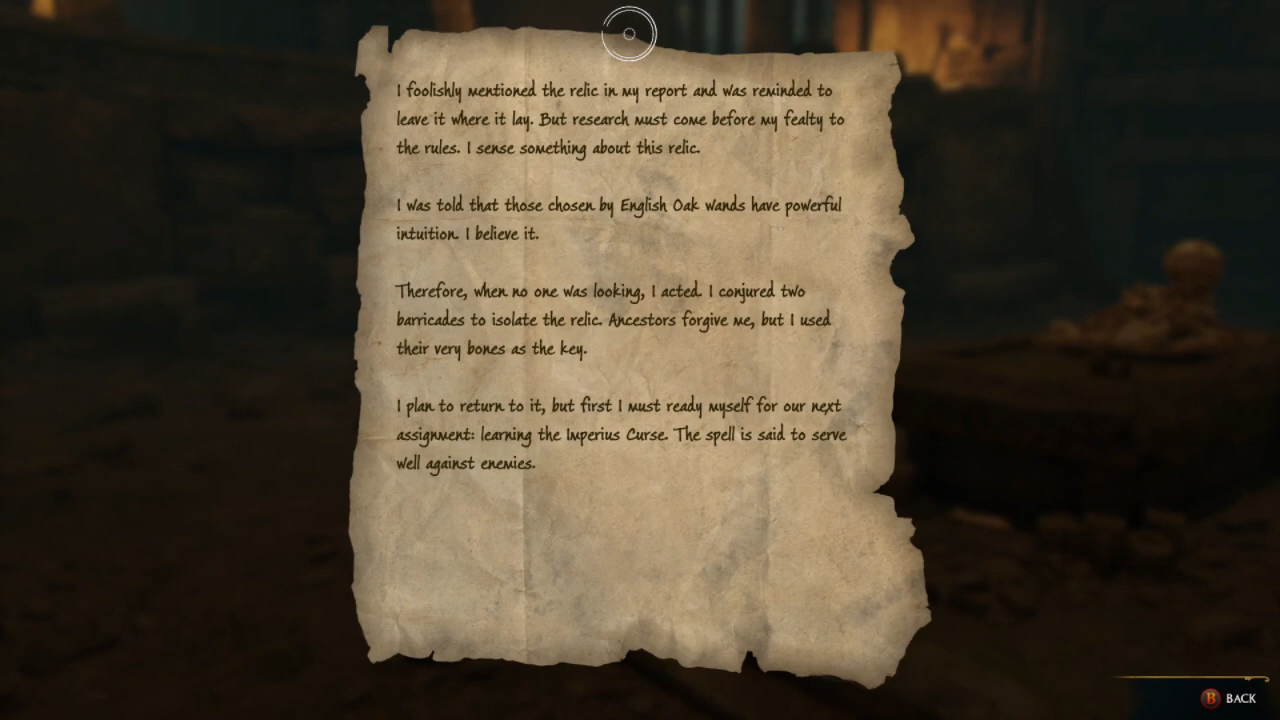 I foolishly mentioned the relic in my report and was reminded to
leave it where it lay. But research must come before my fealty to
the rules. I sense something about this relic.
I was told that those chosen by English Oak wands have powerful
intuition. I believe it.
Therefore, when no one was looking, I acted. I conjured two
barricades to isolate the relic. Ancestors forgive me, but I used
their very bones as the key.
I plan to return to it, but first I must ready myself for our next
assignment: learning the Imperius Curse. The spell is said to serve
well against enemies.
B BACK